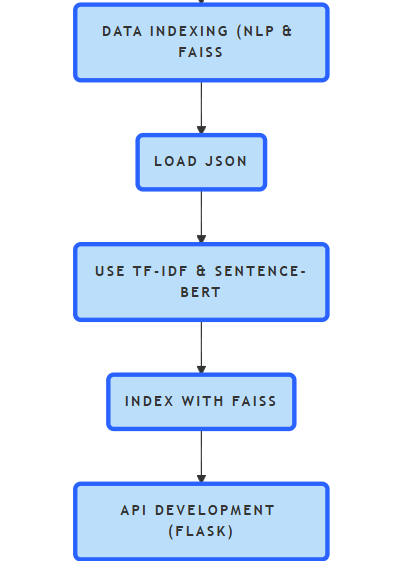 DATA INDEXING (NLP &
FAISS
LOAD JSON
USE TF-IDF & SENTENCE-
BERT
INDEX WITH FAISS
API DEVELOPMENT
(FLASK)